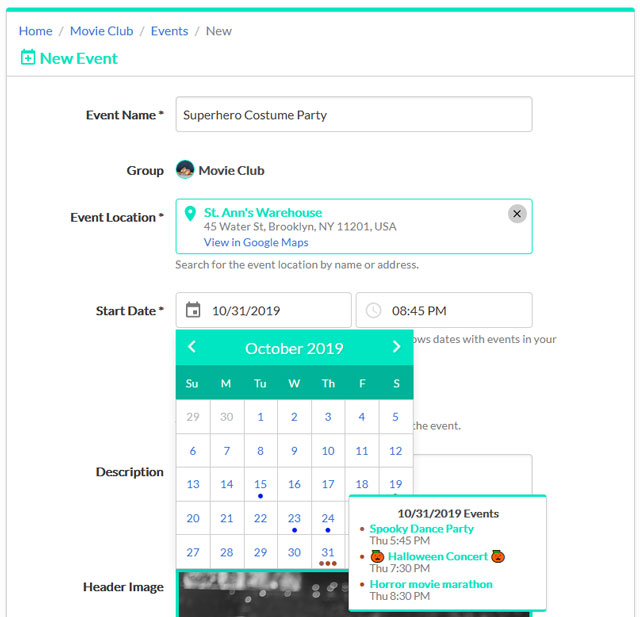 Home / Movie Club / Events / New
New Event
Event Name *
Superhero Costume Party
Group
Movie Club
Event Location *
St. Ann's Warehouse
45 Water St, Brooklyn, NY 11201, USA
View in Google Maps
Search for the event location by name or address.
Start Date *
10/31/2019
08:45 PM
ows dates with events in your
October 2019
Su M Tu W Th F S
29 30 1 2 3 4 5
6 7 8 9 10 11 12
the event.
13 14 15 16 17 18 19
Description
20 21 22 23 24
27 28 29 30 31
10/31/2019 Events
Spooky Dance Party
Thu 5:45 PM
🎃 Halloween Concert 🎃
Thu 7:30 PM
Horror movie marathon
Thu 8:30 PM
Header Image